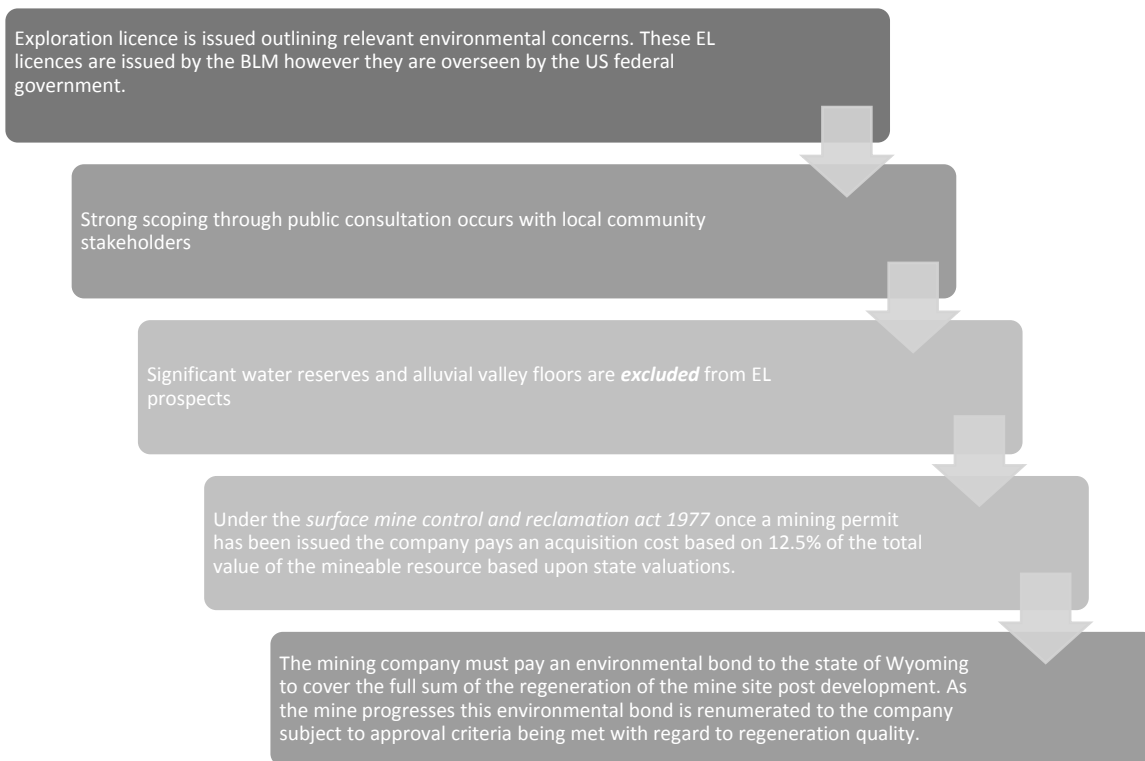 Exploration licence is issued outlining relevant environmental concerns. These EL
licences are issued by the BLM however they are overseen by the US federal
government.
Strong scoping through public consultation occurs with local community
stakeholders
Significant water reserves and alluvial valley floors are excluded from EL
prospects
Under the surface mine control and reclamation act 1977 once a mining permit
has been issued the company pays an acquisition cost based on 12.5% of the total
value of the mineable resource based upon state valuations.
The mining company must pay an environmental bond to the state of Wyoming
to cover the full sum of the regeneration of the mine site post development. As
the mine progresses this environmental bond is renumerated to the company
subject to approval criteria being met with regard to regeneration quality.